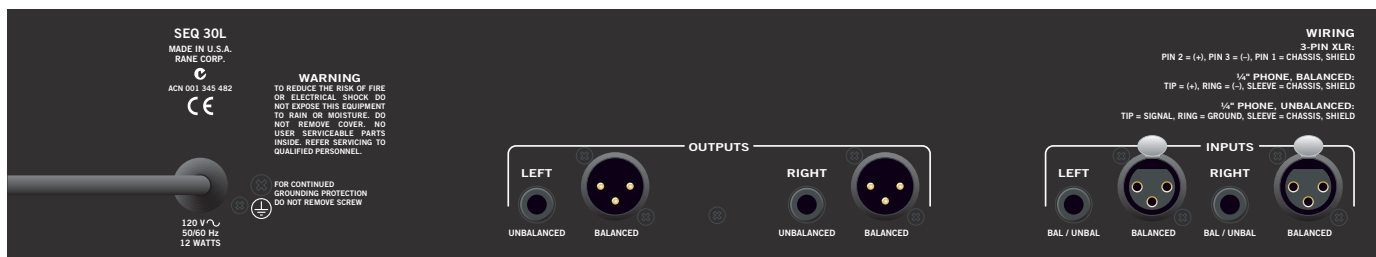 SEQ 30L
MADE IN U.S.A.
RANE CORP.
ACN 001 345 482
CE
WARNING
TO REDUCE THE RISK OF FIRE
OR ELECTRICAL SHOCK DO
NOT EXPOSE THIS EQUIPMENT
TO RAIN OR MOISTURE. DO
NOT REMOVE COVER. NO
USER SERVICEABLE PARTS
INSIDE. REFER SERVICING TO
QUALIFIED PERSONNEL.
FOR CONTINUED
GROUNDING PROTECTION
DO NOT REMOVE SCREW
120 V
50/60 Hz
12 WATTS
OUTPUTS
LEFT
UNBALANCED
BALANCED
RIGHT
UNBALANCED
BALANCED
WIRING
3-PIN XLR:
PIN 2 = (+), PIN 3 = (–), PIN 1 = CHASSIS, SHIELD
¼" PHONE, BALANCED:
TIP = (+), RING = (–), SLEEVE = CHASSIS, SHIELD
¼" PHONE, UNBALANCED:
TIP = SIGNAL, RING = GROUND, SLEEVE = CHASSIS, SHIELD
INPUTS
LEFT
BAL / UNBAL
BALANCED
RIGHT
BAL / UNBAL
BALANCED